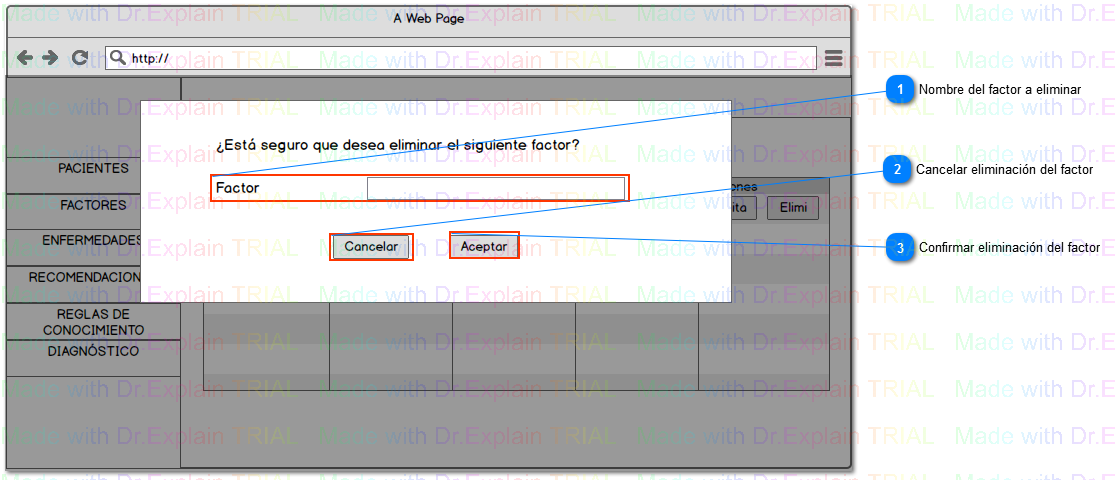 A Web Page
http://
1 Nombre del factor a eliminar
¿Está seguro que desea eliminar el siguiente factor?
PACIENTES
2 Cancelar eliminación del factor
Factor
ones
FACTORES
ita Elimi
ENFERMEDADES
Cancelar Aceptar
3 Confirmar eliminación del factor
RECOMENDACION
REGLAS DE
CONOCIMIENTO
DIAGNÓSTICO
Made with Dr.Explain TRIAL